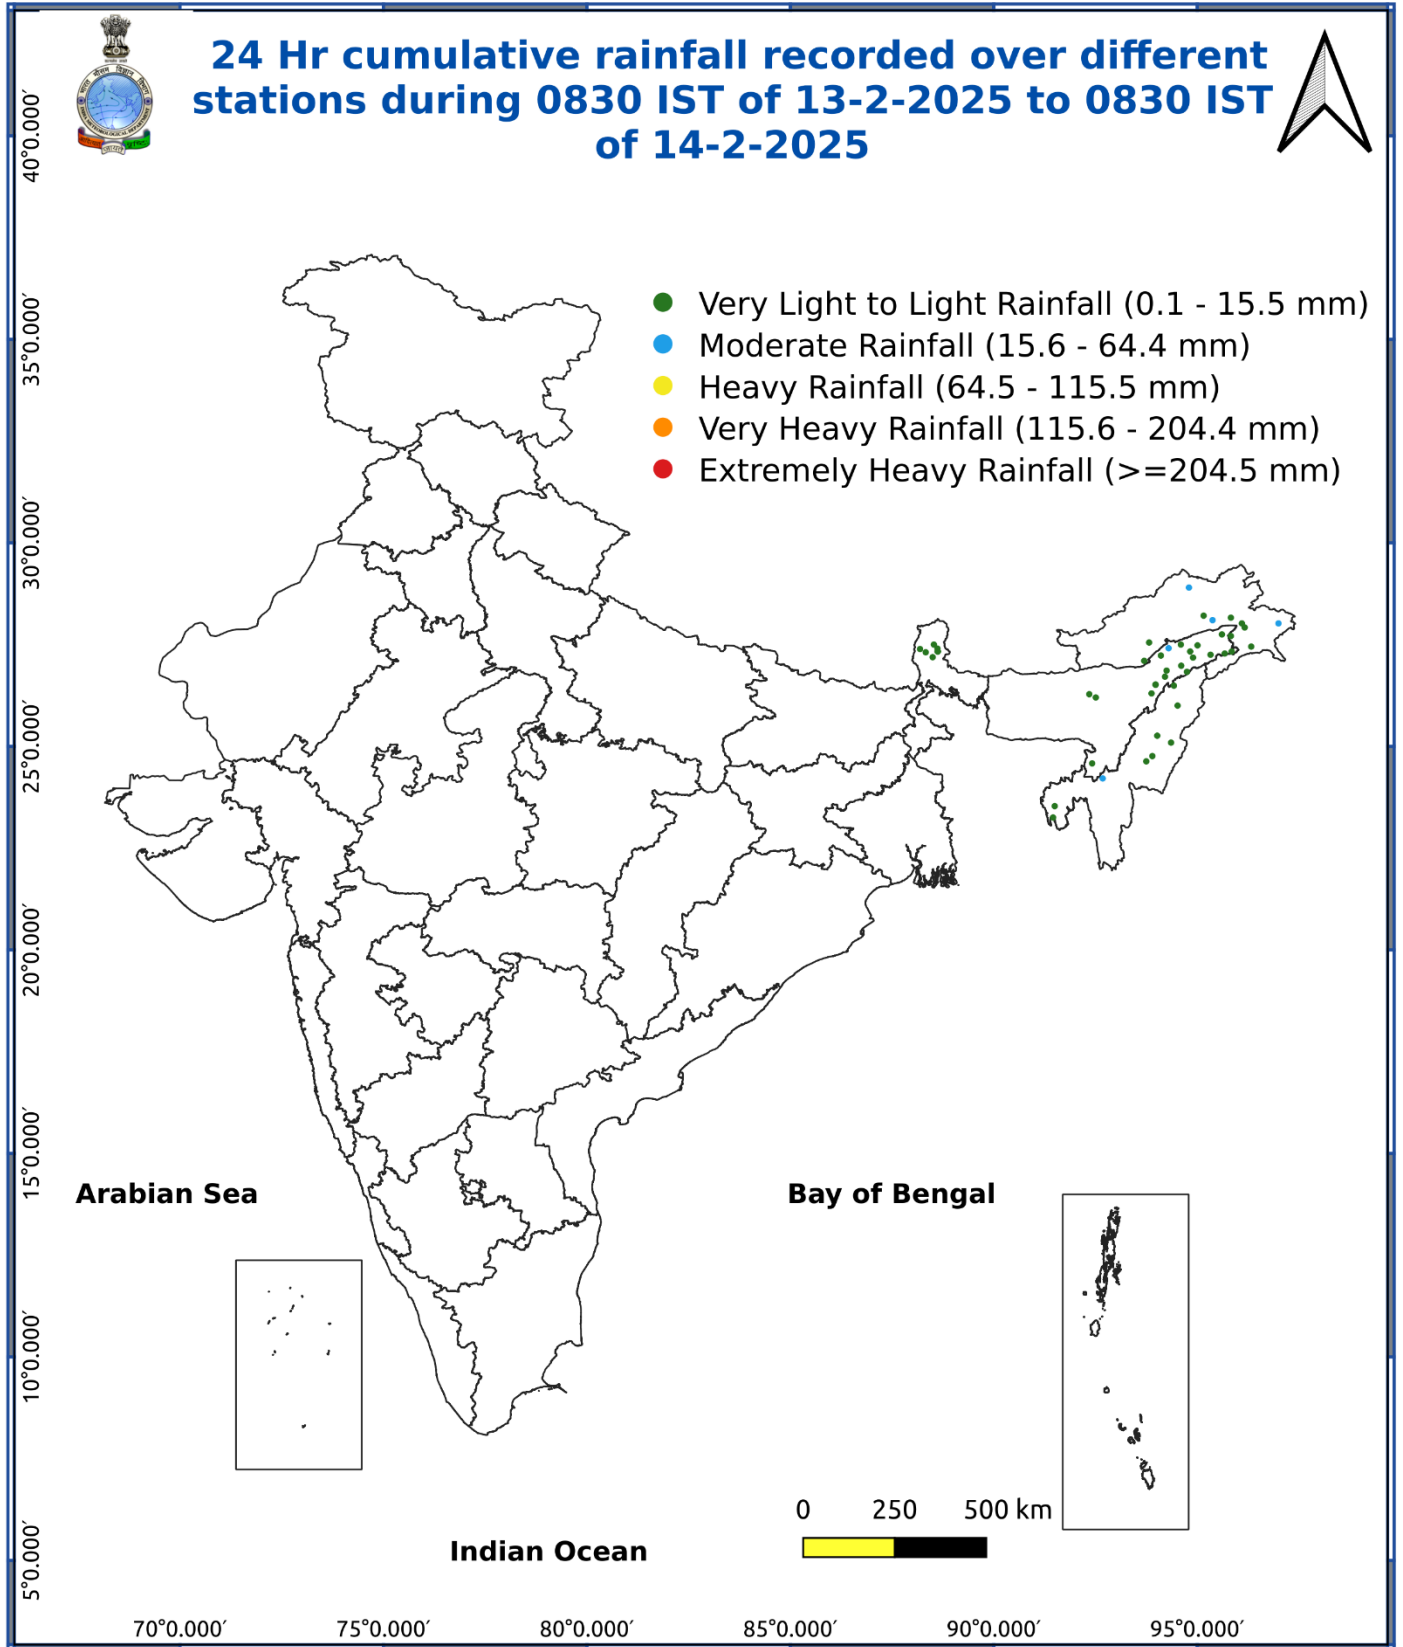 24 Hr cumulative rainfall recorded over different
stations during 0830 IST of 13-2-2025 to 0830 IST
of 14-2-2025
Very Light to Light Rainfall (0.1 - 15.5 mm)
Moderate Rainfall (15.6 - 64.4 mm)
Heavy Rainfall (64.5 - 115.5 mm)
Very Heavy Rainfall (115.6 - 204.4 mm)
Extremely Heavy Rainfall (>=204.5 mm)
40°0.000′
35°0.000′
30°0.000′
25°0.000′
20°0.000′
15°0.000′
10°0.000′
5°0.000′
Arabian Sea
Bay of Bengal
Indian Ocean
0 250 500 km
70°0.000′ 75°0.000′ 80°0.000′ 85°0.000′ 90°0.000′ 95°0.000′